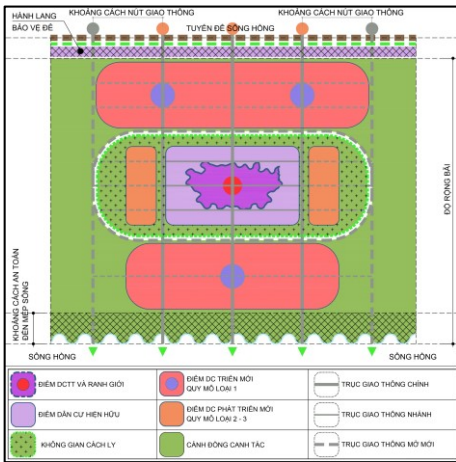 HÀNH LANG
BẢO VỆ ĐÊ
KHOẢNG CÁCH NÚT GIAO THÔNG
KHOẢNG CÁCH NÚT GIAO THÔNG
TUYẾN ĐÊ SÔNG HỒNG
ĐỘ RỘNG BÃI
KHOẢNG CÁCH AN TOÀN
ĐẾN MÉP SÔNG
SÔNG HỒNG
SÔNG HỒNG
ĐIỂM DCTT VÀ RANH GIỚI
ĐIỂM DC TRIỂN MỚI
QUY MÔ LOẠI 1
TRỤC GIAO THÔNG CHÍNH
ĐIỂM DÂN CƯ HIỆN HỮU
ĐIỂM DC PHÁT TRIỂN MỚI
QUY MÔ LOẠI 2 - 3
TRỤC GIAO THÔNG NHÁNH
KHÔNG GIAN CÁCH LY
CÁNH ĐỒNG CANH TÁC
TRỤC GIAO THÔNG MỞ MỚI